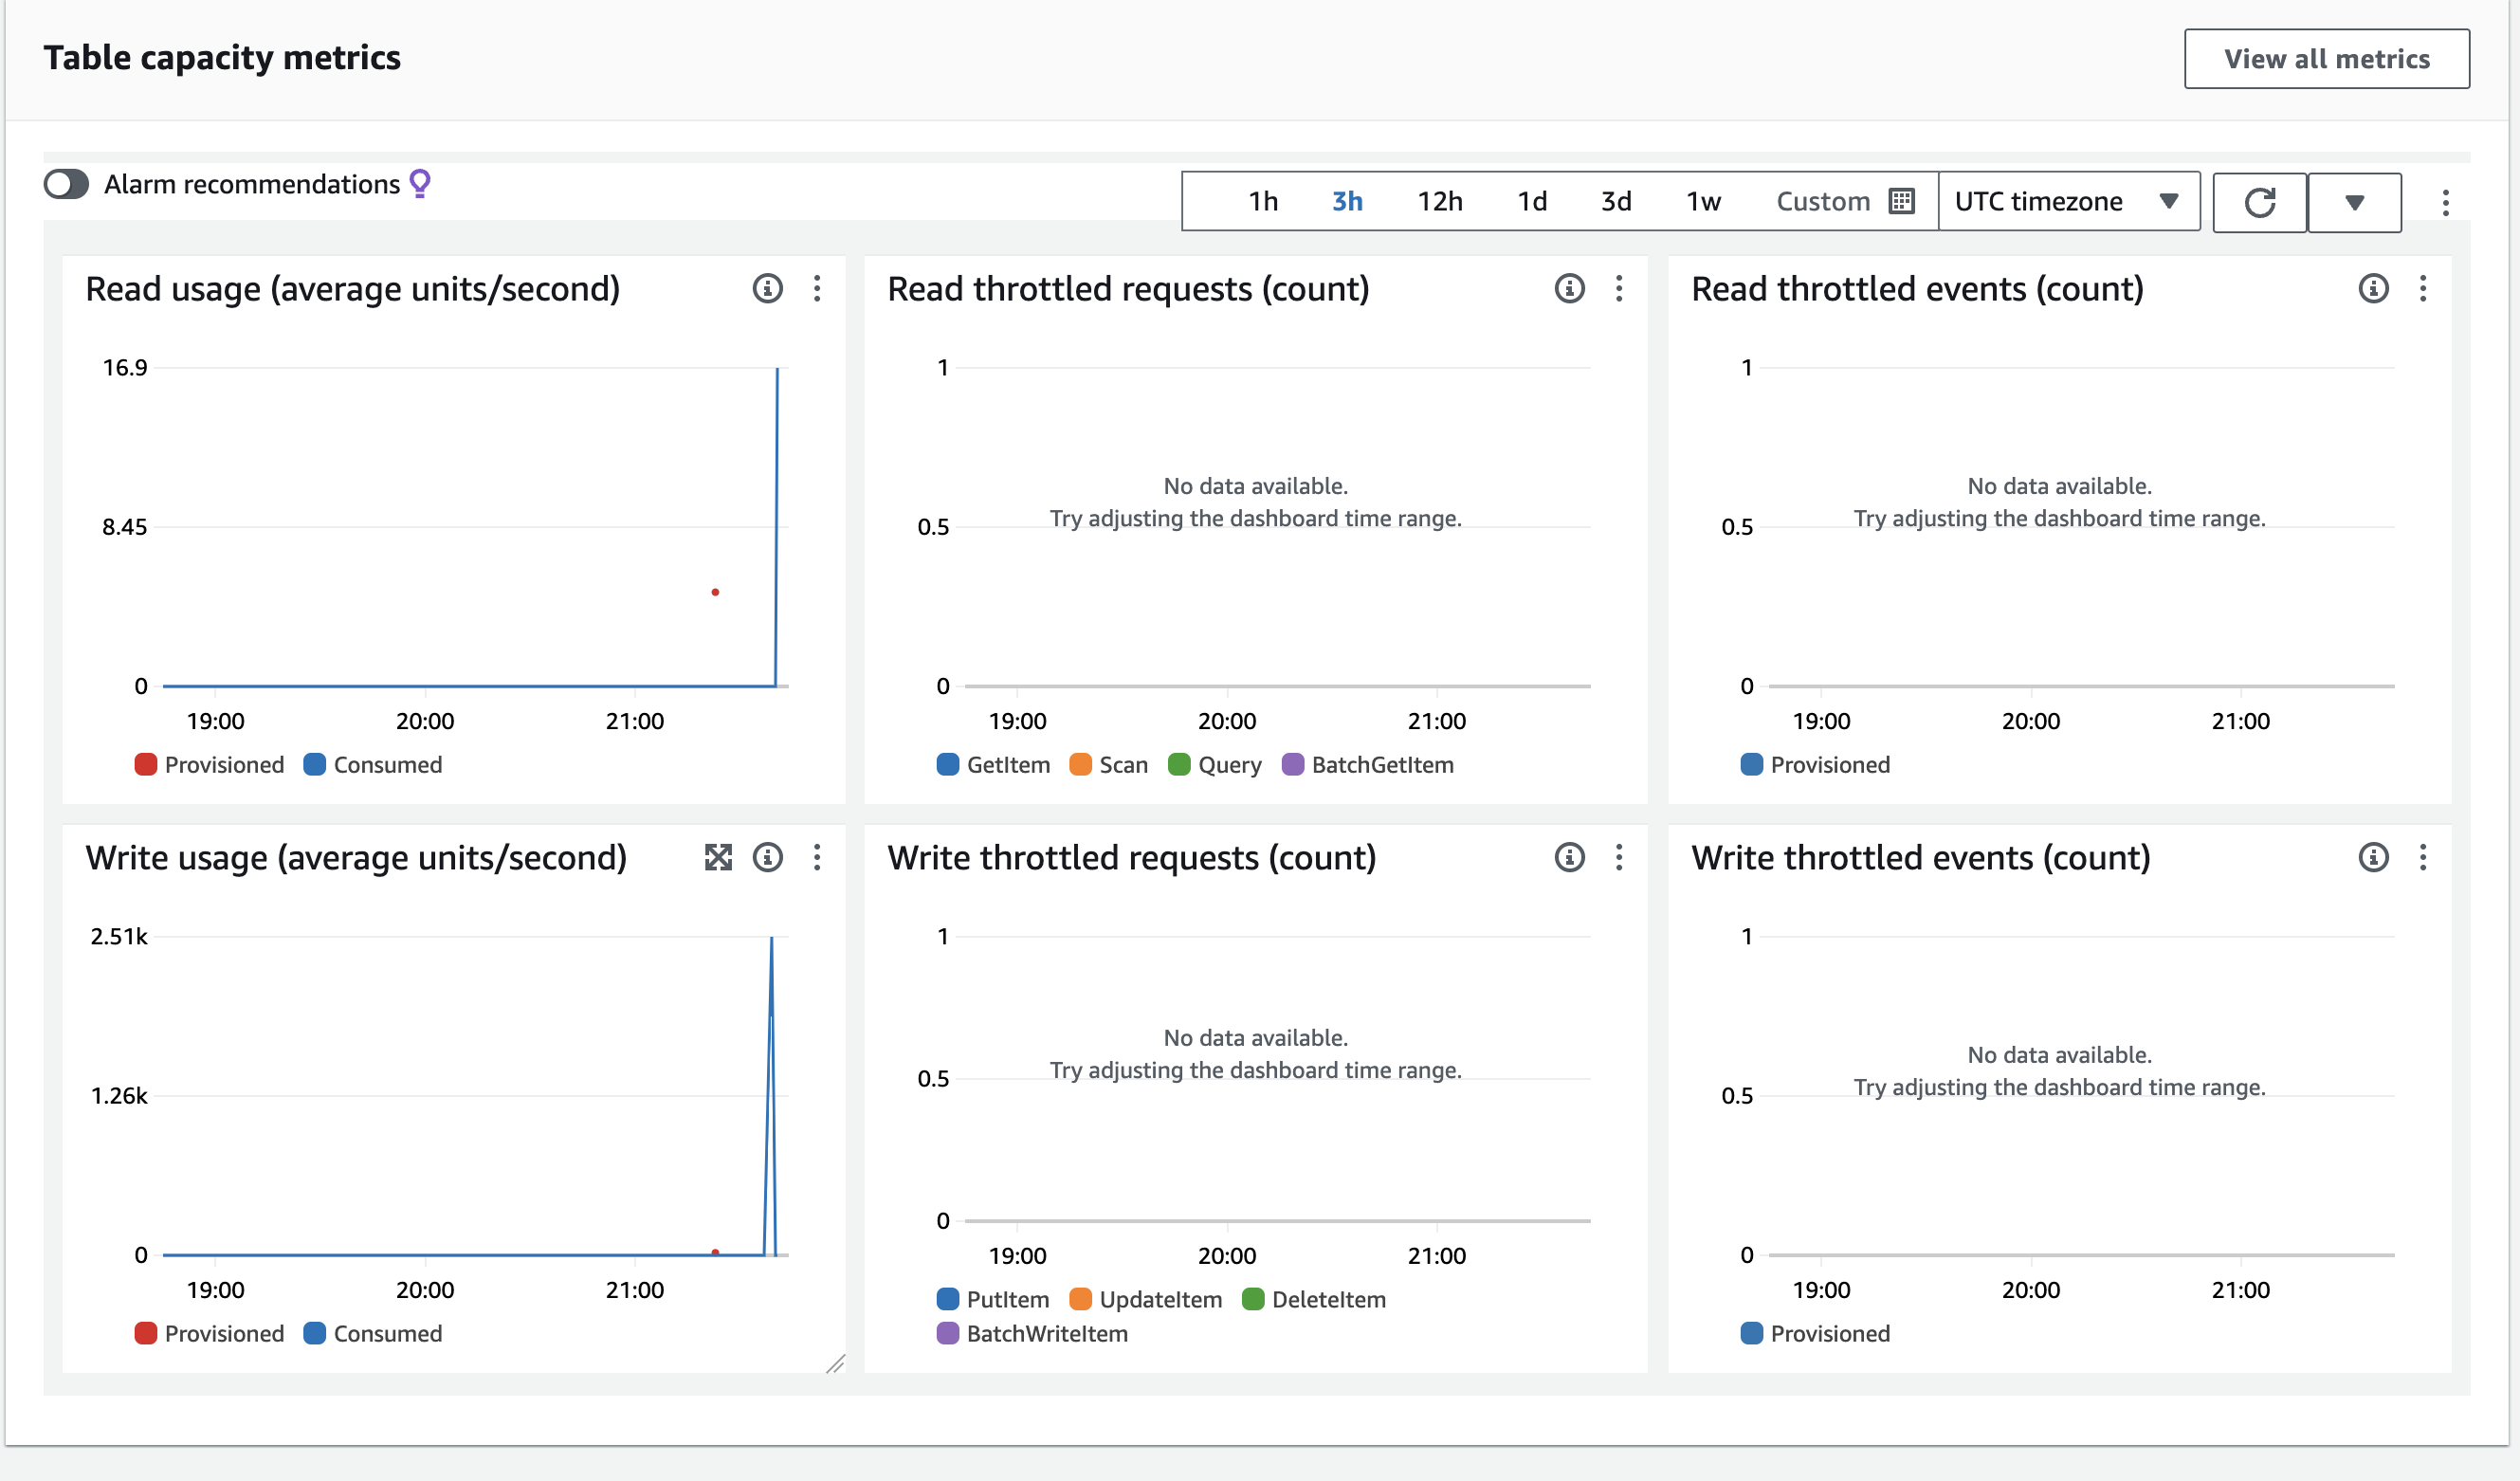 Table capacity metrics
View all metrics
Alarm recommendations
1h 3h 12h 1d 3d 1w Custom UTC timezone
Read usage (average units/second)
16.9
8.45
0
19:00 20:00 21:00
Provisioned Consumed
Read throttled requests (count)
1
No data available.
Try adjusting the dashboard time range.
0.5
0
19:00 20:00 21:00
GetItem Scan Query BatchGetItem
Read throttled events (count)
1
No data available.
Try adjusting the dashboard time range.
0.5
0
19:00 20:00 21:00
Provisioned
Write usage (average units/second)
2.51k
1.26k
0
19:00 20:00 21:00
Provisioned Consumed
Write throttled requests (count)
1
No data available.
Try adjusting the dashboard time range.
0.5
0
19:00 20:00 21:00
PutItem UpdateItem DeleteItem
BatchWriteItem
Write throttled events (count)
1
No data available.
Try adjusting the dashboard time range.
0.5
0
19:00 20:00 21:00
Provisioned